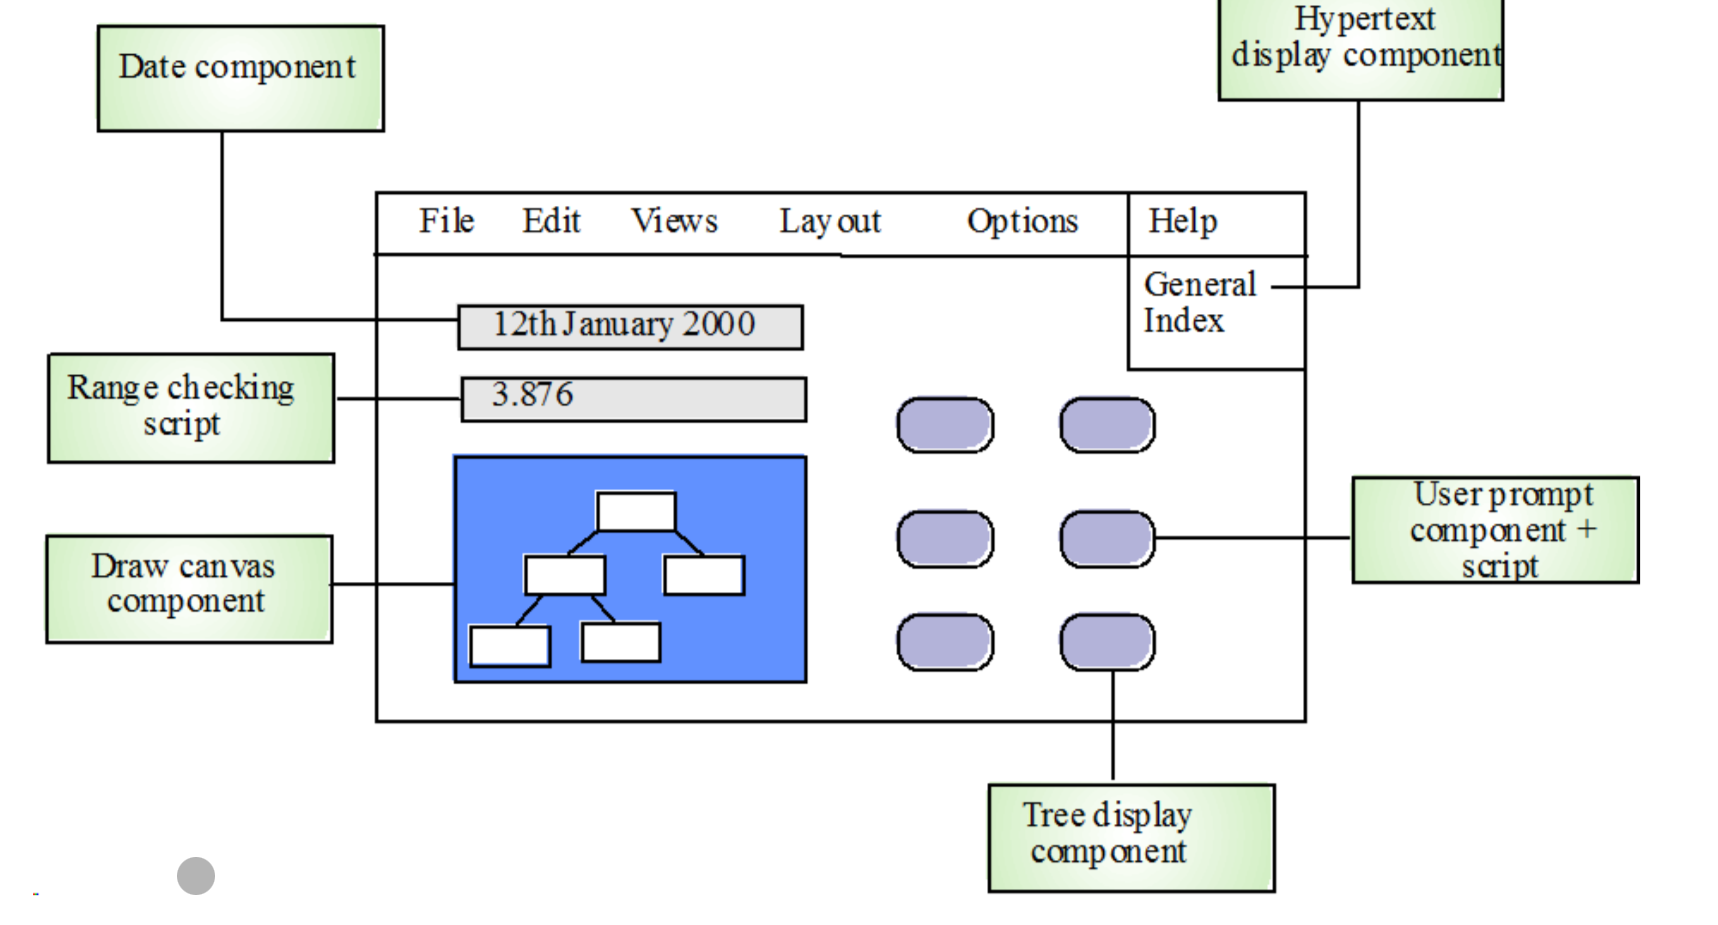 Hypertext
display component
Date component
File Edit Views Layout Options Help
General
Index
12th January 2000
3.876
Range checking
script
User prompt
component +
script
Draw canvas
component
Tree display
component